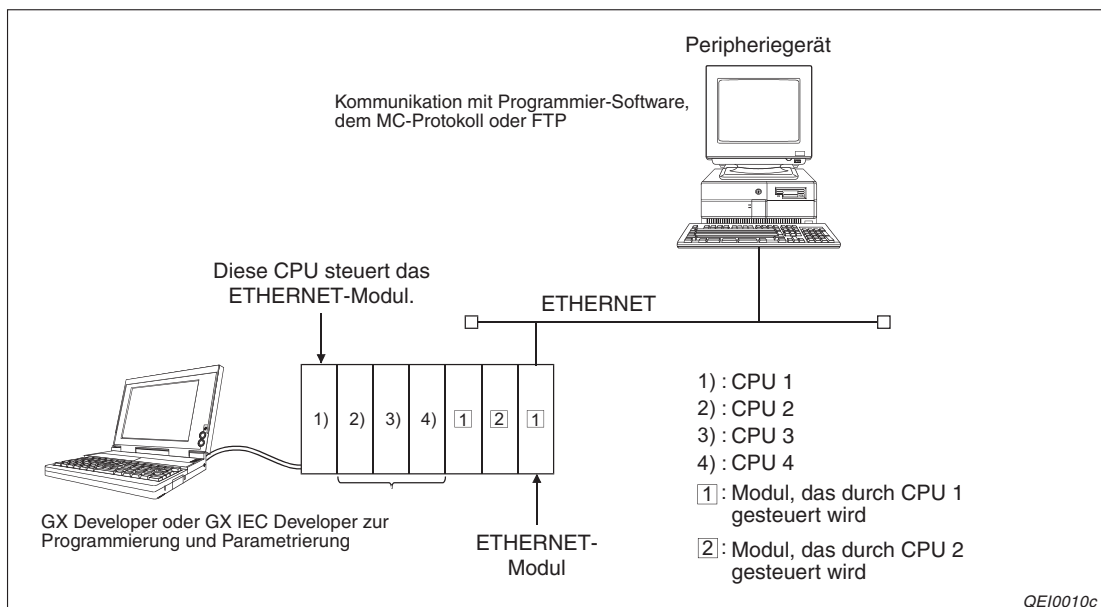 Peripheriegerät
Kommunikation mit Programmier-Software,
dem MC-Protokoll oder FTP
Diese CPU steuert das
ETHERNET-Modul.
ETHERNET
1) 2) 3) 4) 1 2 1
GX Developer oder GX IEC Developer zur
Programmierung und Parametrierung
ETHERNET-
Modul
1) : CPU 1
2) : CPU 2
3) : CPU 3
4) : CPU 4
1 : Modul, das durch CPU 1
gesteuert wird
2 : Modul, das durch CPU 2
gesteuert wird
QEI0010c